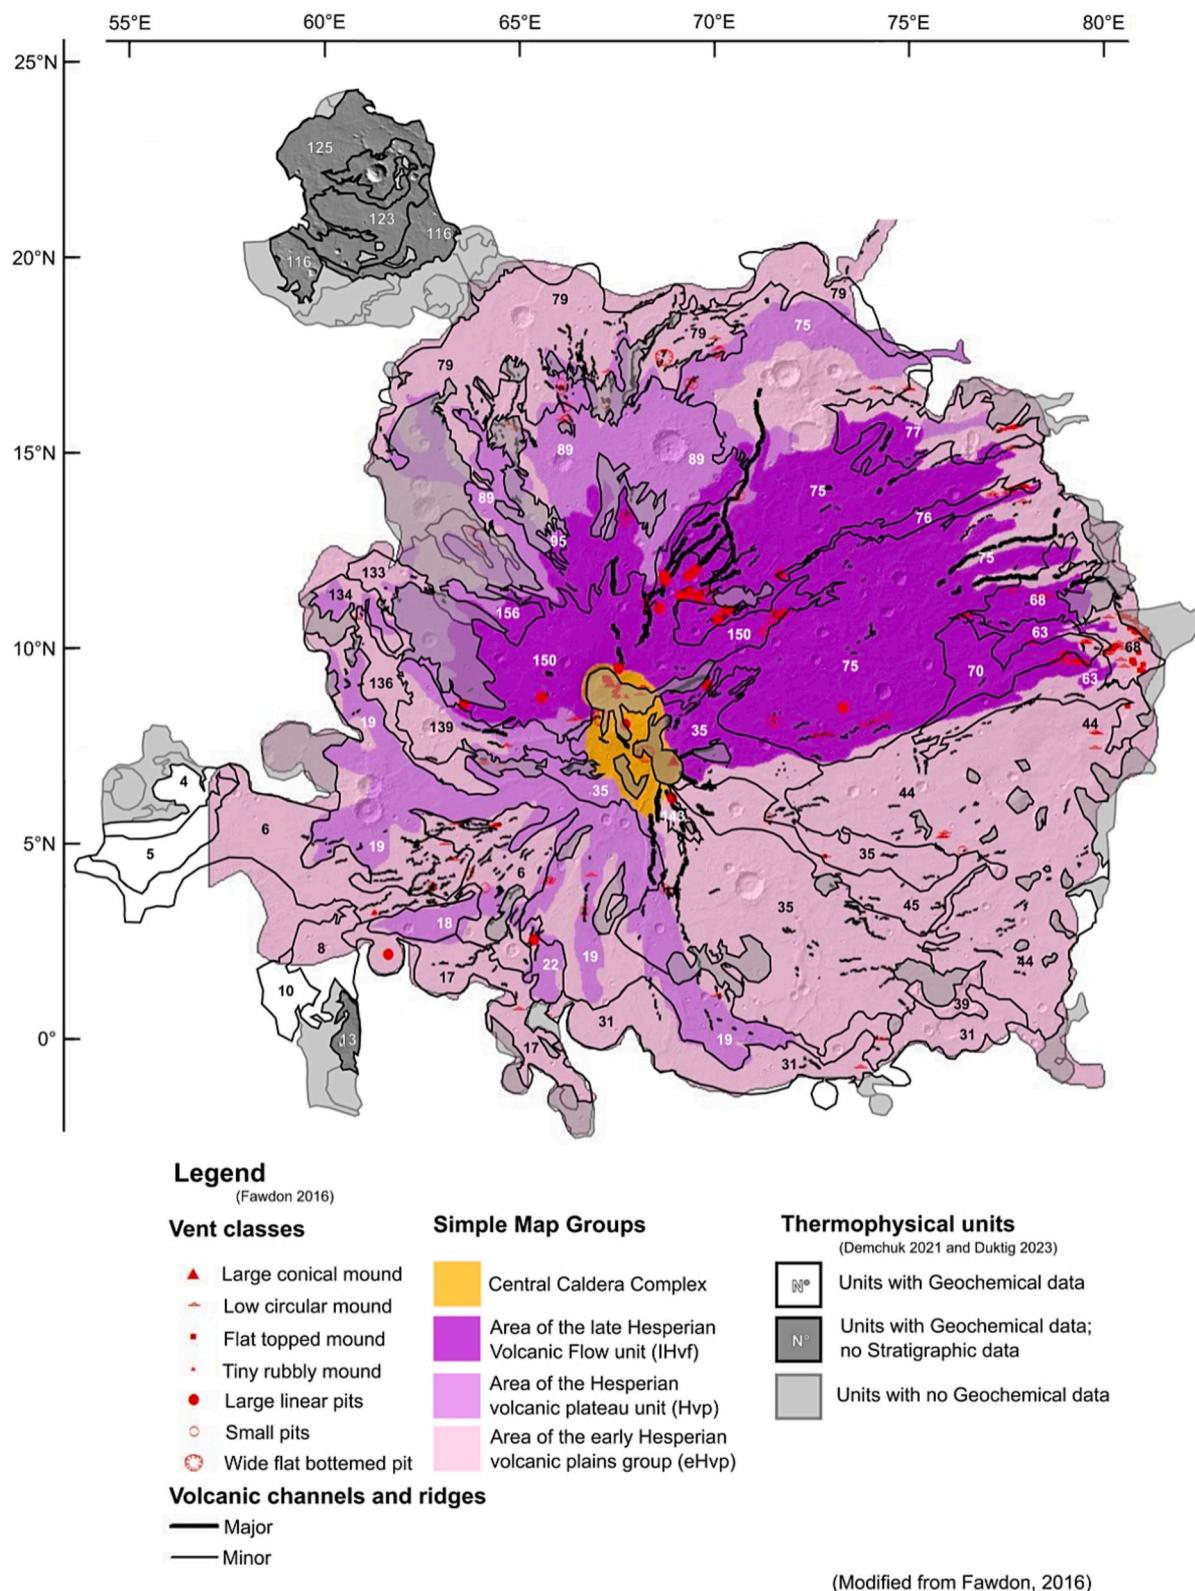 55°E 60°E 65°E 70°E 75°E 80°E
25°N
125
123
116
20°N
116
79
79
79
75
79
79
77
15°N
89
89
89
75
76
95
75
133
134
156
68
150
63
10°N
150
75
68
70
63
136
19
139
35
44
4
35
44
143
5
6
5°N
19
35
6
45
35
18
8
22
19
44
17
10
39
31
31
0°
13
19
17
31
Legend
(Fawdon 2016)
Vent classes
Large conical mound
Low circular mound
Flat topped mound
Tiny rubbly mound
Large linear pits
Small pits
Wide flat bottemed pit
Volcanic channels and ridges
Major
Minor
Simple Map Groups
Central Caldera Complex
Area of the late Hesperian
Volcanic Flow unit (lHvf)
Area of the Hesperian
volcanic plateau unit (Hvp)
Area of the early Hesperian
volcanic plains group (eHvp)
Thermophysical units
(Demchuk 2021 and Duktig 2023)
N° Units with Geochemical data
N° Units with Geochemical data;
no Stratigraphic data
Units with no Geochemical data
(Modified from Fawdon, 2016)